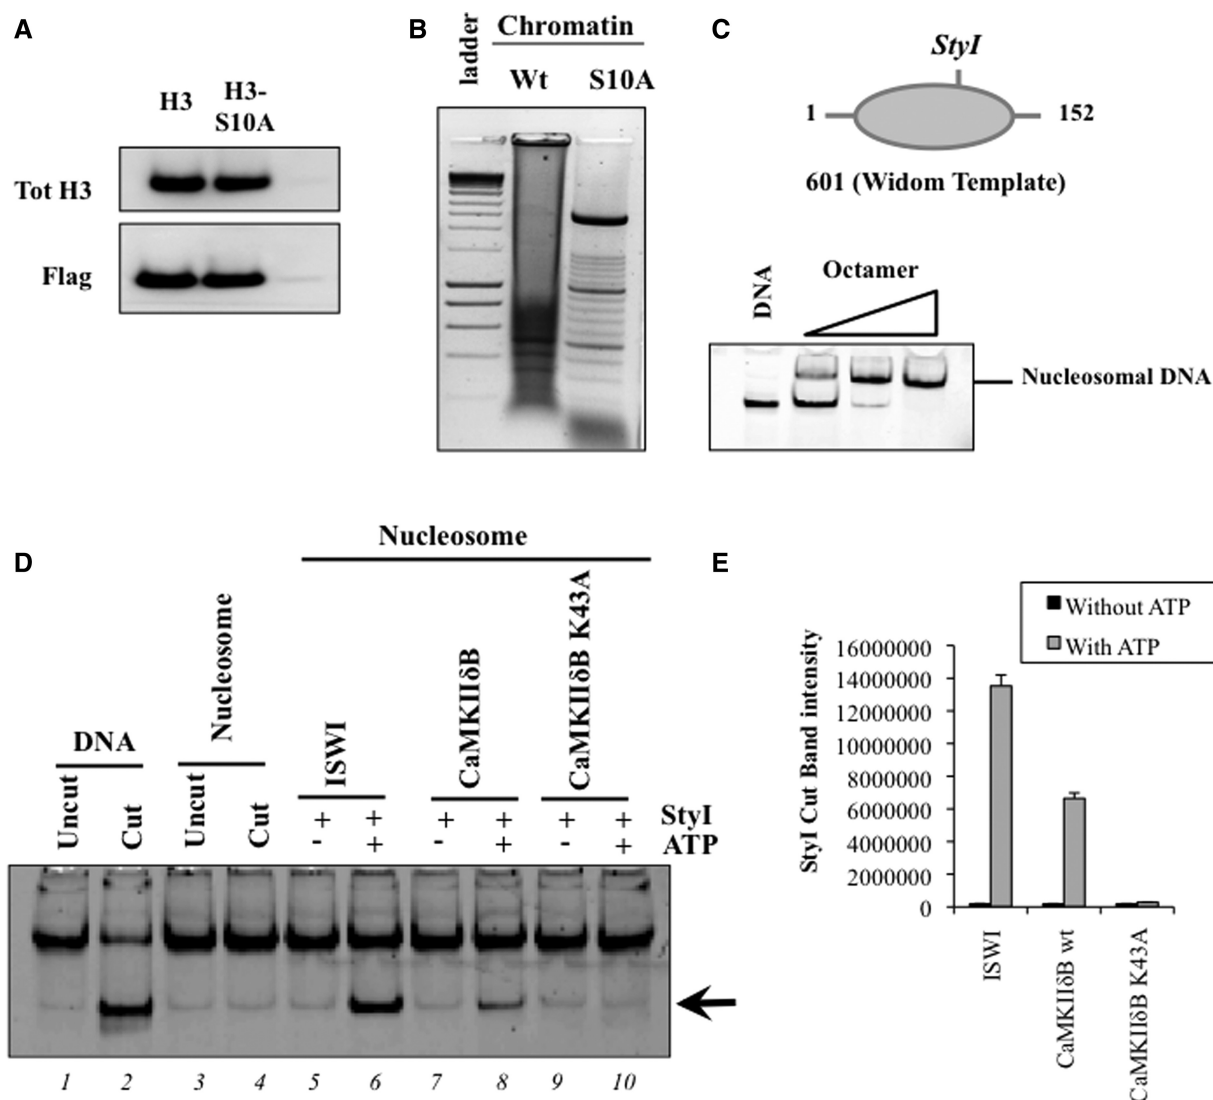 A
H3
H3-
S10A
Tot H3
Flag
B
ladder
Chromatin
Wt
S10A
C
StyI
1
152
601 (Widom Template)
DNA
Octamer
Nucleosomal DNA
D
Nucleosome
DNA
Nucleosome
ISWI
CaMKIIδB
CaMKIIδB K43A
Uncut
Cut
Uncut
Cut
+ + + + + + StyI
- + - + - + ATP
1 2 3 4 5 6 7 8 9 10
E
Without ATP
With ATP
StyI Cut Band intensity
16000000
14000000
12000000
10000000
8000000
6000000
4000000
2000000
0
ISWI
CaMKIIδB wt
CaMKIIδB K43A